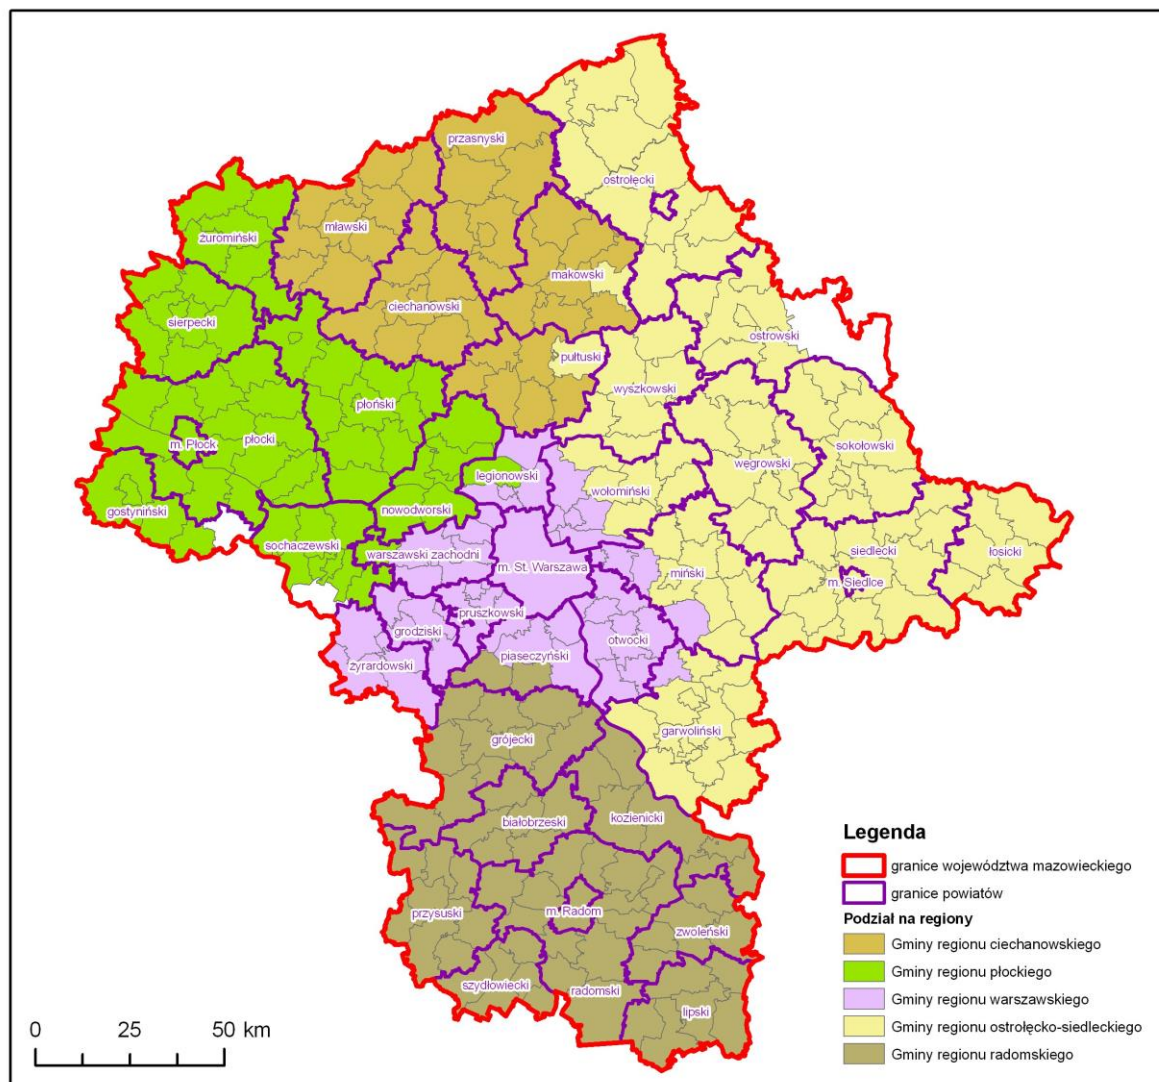 przasnyski
ostrołęcki
żuromiński
mławski
makowski
ciechanowski
sierpecki
ostrowski
pułtuski
wyszkowski
płoński
m. Płock
płocki
sokołowski
węgrowski
legionowski
wołomiński
gostyniński
nowodworski
sochaczewski
warszawski zachodni
siedlecki
łosicki
m. St. Warszawa
miński
m. Siedlce
pruszkowski
grodziski
otwocki
piaseczyński
żyrardowski
garwoliński
grójecki
białobrzeski
kozienicki
przysuski
m. Radom
zwoleński
szydłowiecki
radomski
lipski
Legenda
granice województwa mazowieckiego
granice powiatów
Podział na regiony
Gminy regionu ciechanowskiego
Gminy regionu płockiego
Gminy regionu warszawskiego
Gminy regionu ostrołęcko-siedleckiego
Gminy regionu radomskiego
0 25 50 km